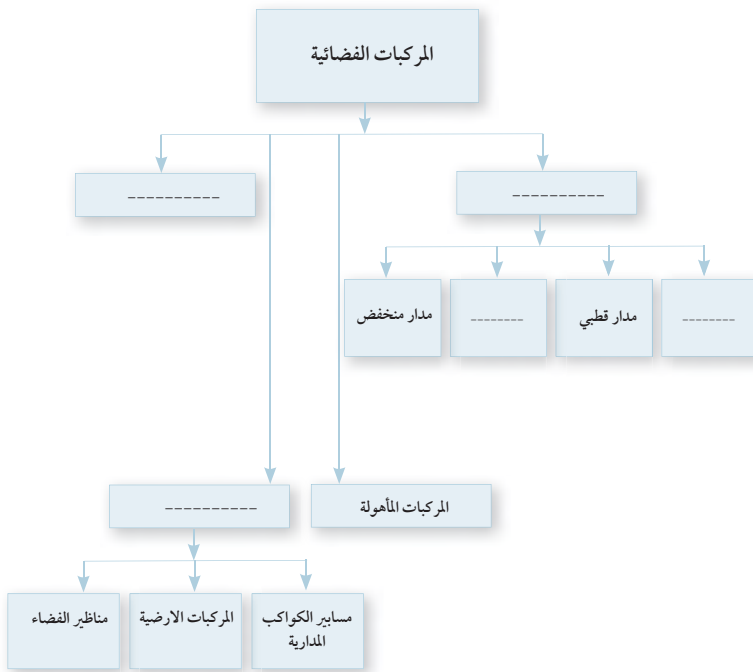 المركبات الفضائية
----------
----------
مدار منخفض
--------
مدار قطبي
--------
المركبات المأهولة
----------
مسابير الكواكب
المدارية
المركبات الارضية
مناظير الفضاء